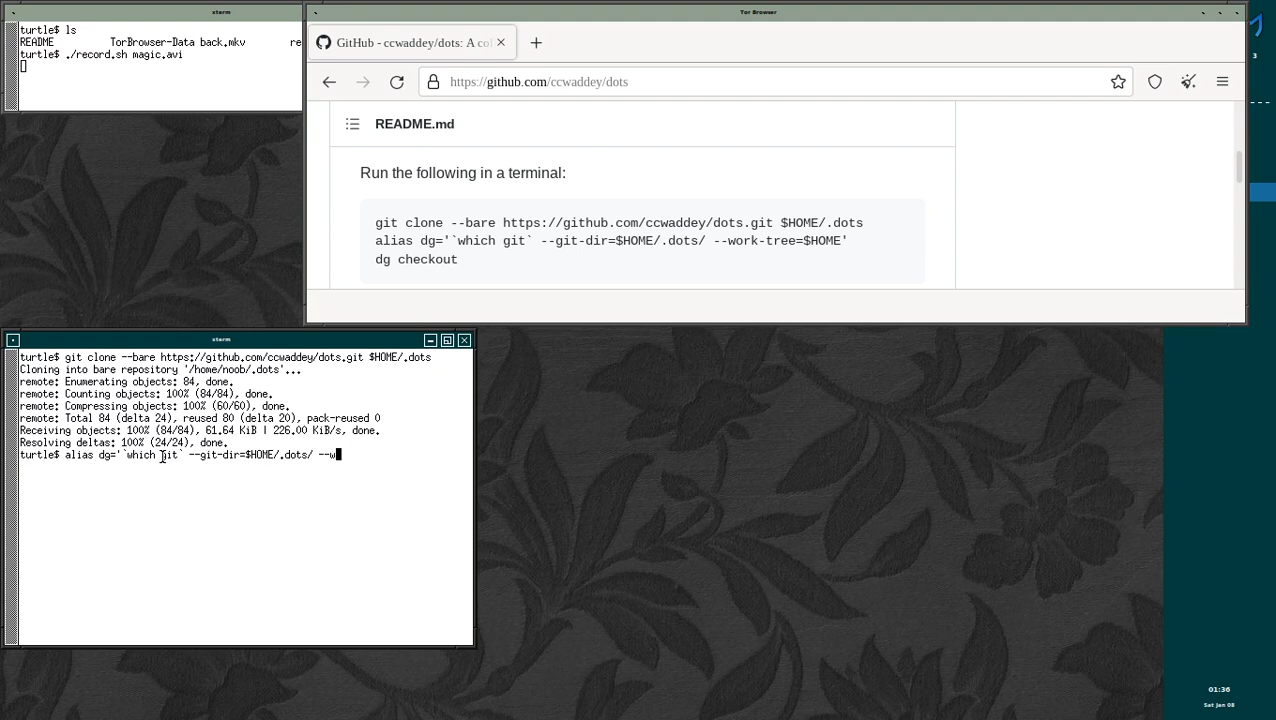 xterm
turtle$ ls
README TorBrowser-Data back.mkv re
turtle$ ./record.sh magic.avi
Tor Browser
GitHub - ccwaddey/dots: A co
https://github.com/ccwaddey/dots
README.md
Run the following in a terminal:
git clone --bare https://github.com/ccwaddey/dots.git $HOME/.dots
alias dg='`which git` --git-dir=$HOME/.dots/ --work-tree=$HOME'
dg checkout
3
xterm
turtle$ git clone --bare https://github.com/ccwaddey/dots.git $HOME/.dots
Cloning into bare repository '/home/noob/.dots'...
remote: Enumerating objects: 84, done.
remote: Counting objects: 100% (84/84), done.
remote: Compressing objects: 100% (60/60), done.
remote: Total 84 (delta 24), reused 80 (delta 20), pack-reused 0
Receiving objects: 100% (84/84), 61.64 KiB | 226.00 KiB/s, done.
Resolving deltas: 100% (24/24), done.
turtle$ alias dg='`which git` --git-dir=$HOME/.dots/ --w
01:36
Sat Jan 08